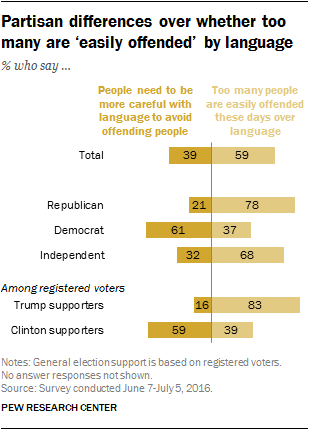 Partisan differences over whether too
many are ‘easily offended’ by language
% who say ...
People need to be
more careful with
language to avoid
offending people
Too many people
are easily offended
these days over
language
Total 39 59
Republican 21 78
Democrat 61 37
Independent 32 68
Among registered voters
Trump supporters 16 83
Clinton supporters 59 39
Notes: General election support is based on registered voters.
No answer responses not shown.
Source: Survey conducted June 7-July 5, 2016.
PEW RESEARCH CENTER